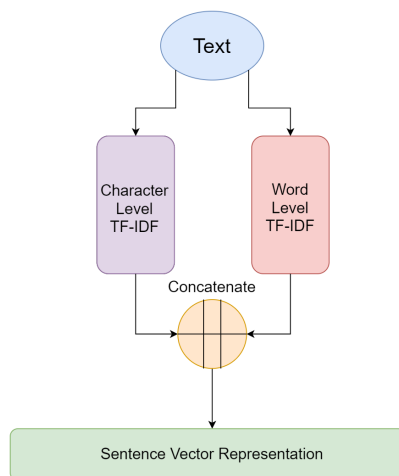 Text
Character
Level
TF-IDF
Word
Level
TF-IDF
Concatenate
Sentence Vector Representation